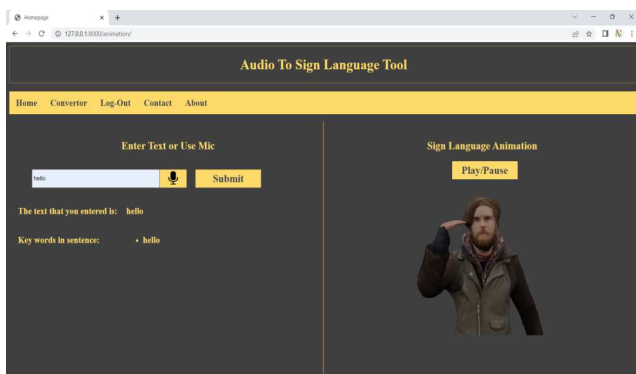 Homepage
127.0.0.1:8000/animation/
Audio To Sign Language Tool
Home Convertor Log-Out Contact About
Enter Text or Use Mic
hello
Submit
The text that you entered is: hello
Key words in sentence: • hello
Sign Language Animation
Play/Pause